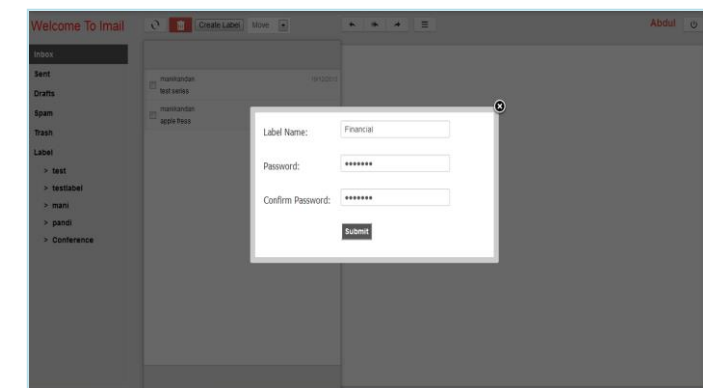 Welcome To Imail
Create Label
Move
Abdul
Inbox
Sent
Drafts
Spam
Trash
Label
> test
> testlabel
> mani
> pandi
> Conference
manikandan
test series
manikandan
apple fress
Label Name:
Financial
Password:
•••••••
Confirm Password:
•••••••
Submit